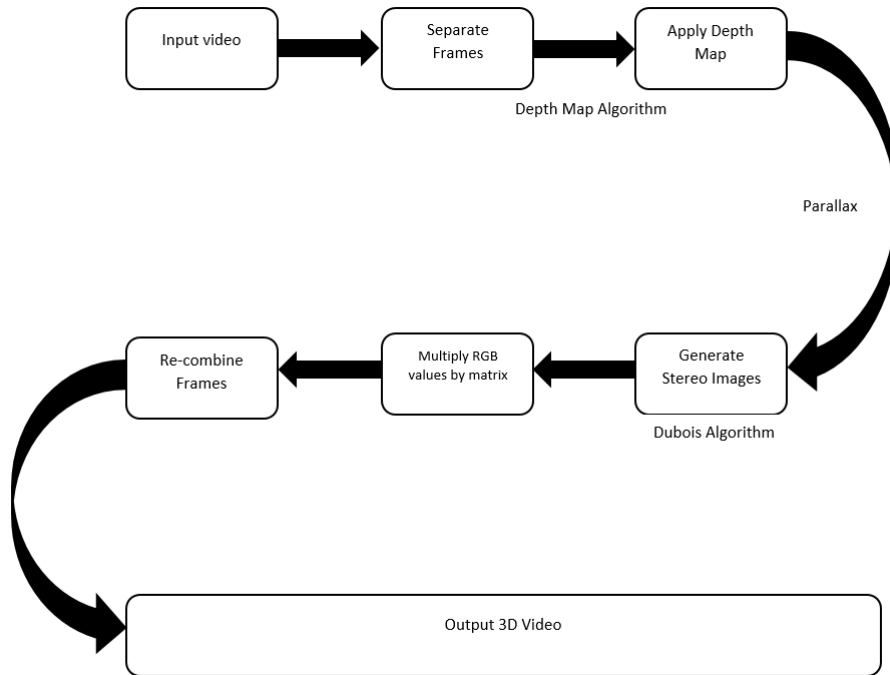 Input video
Separate
Frames
Apply Depth
Map
Depth Map Algorithm
Parallax
Generate
Stereo Images
Dubois Algorithm
Multiply RGB
values by matrix
Re-combine
Frames
Output 3D Video